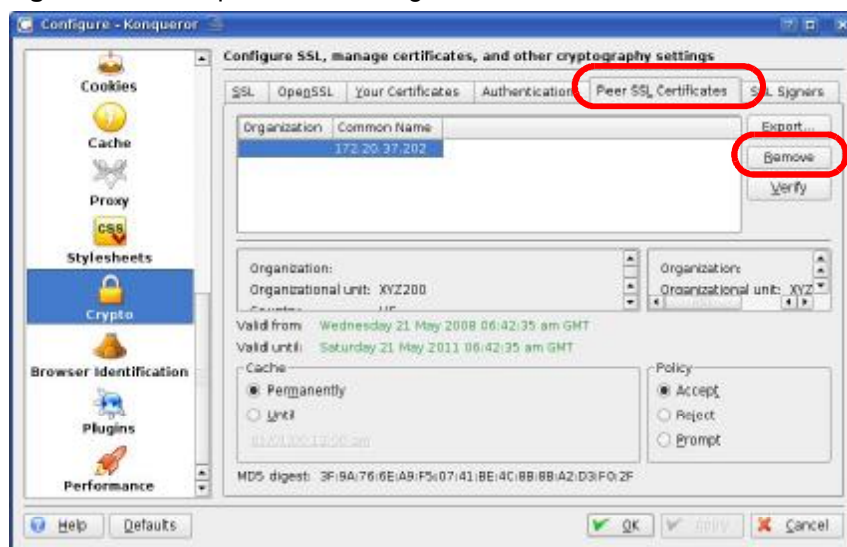 Configure - Konqueror
Cookies
Cache
Proxy
Stylesheets
Crypto
Browser Identification
Plugins
Performance
Configure SSL, manage certificates, and other cryptography settings
SSL OpenSSL Your Certificates Authentication Peer SSL Certificates Signers
Organization Common Name
172.20.37.202
Export...
Remove
Verify
Organization:
Organizational unit: XYZ200
Organization:
Organizational unit: XYZ
Valid from: Wednesday 21 May 2008 06:42:35 am GMT
Valid until: Saturday 21 May 2011 06:42:35 am GMT
Cache
Permanently
Until
Policy
Accept
Reject
Prompt
MD5 digest: 3F:9A:76:6E:A9:F5:07:41:BE:4C:8B:8B:A2:D3:F0:2F
Help Defaults OK Apply Cancel